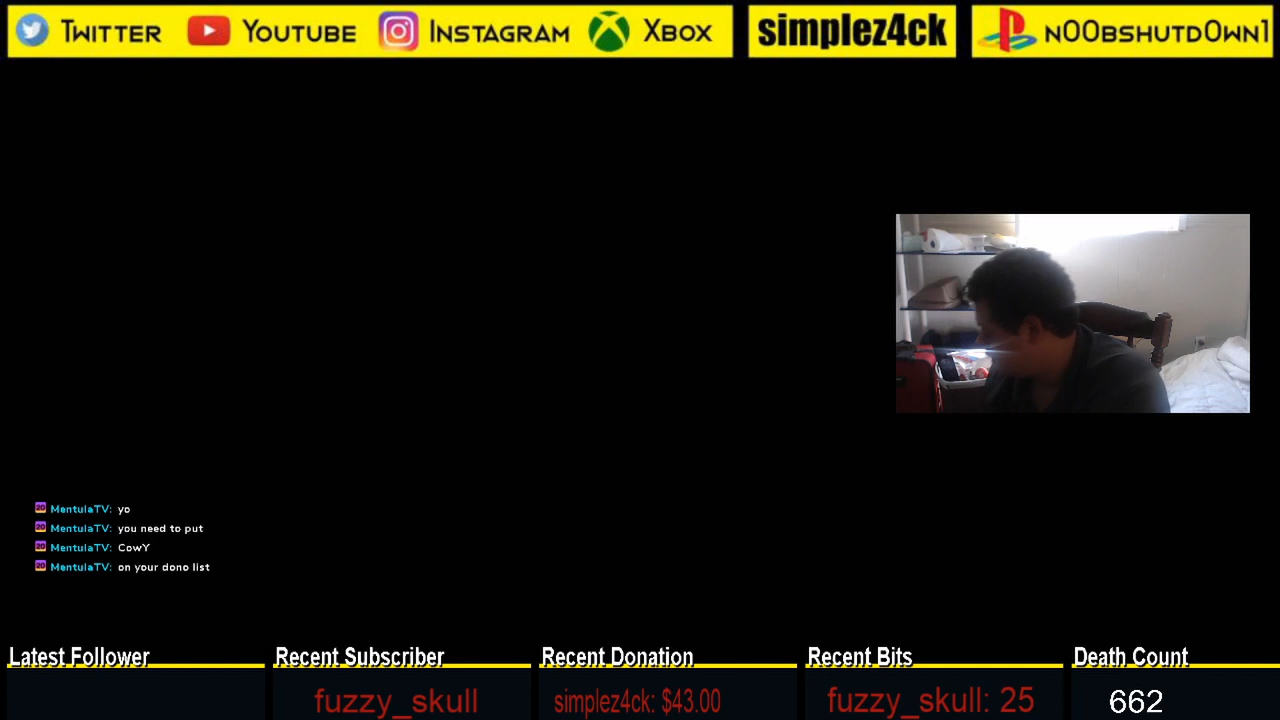 Twitter Youtube Instagram Xbox simplez4ck n00bshutd0wn1
MentulaTV: yo
MentulaTV: you need to put
MentulaTV: CowY
MentulaTV: on your dono list
Latest Follower Recent Subscriber Recent Donation Recent Bits Death Count
fuzzy_skull simplez4ck: $43.00 fuzzy_skull: 25 662